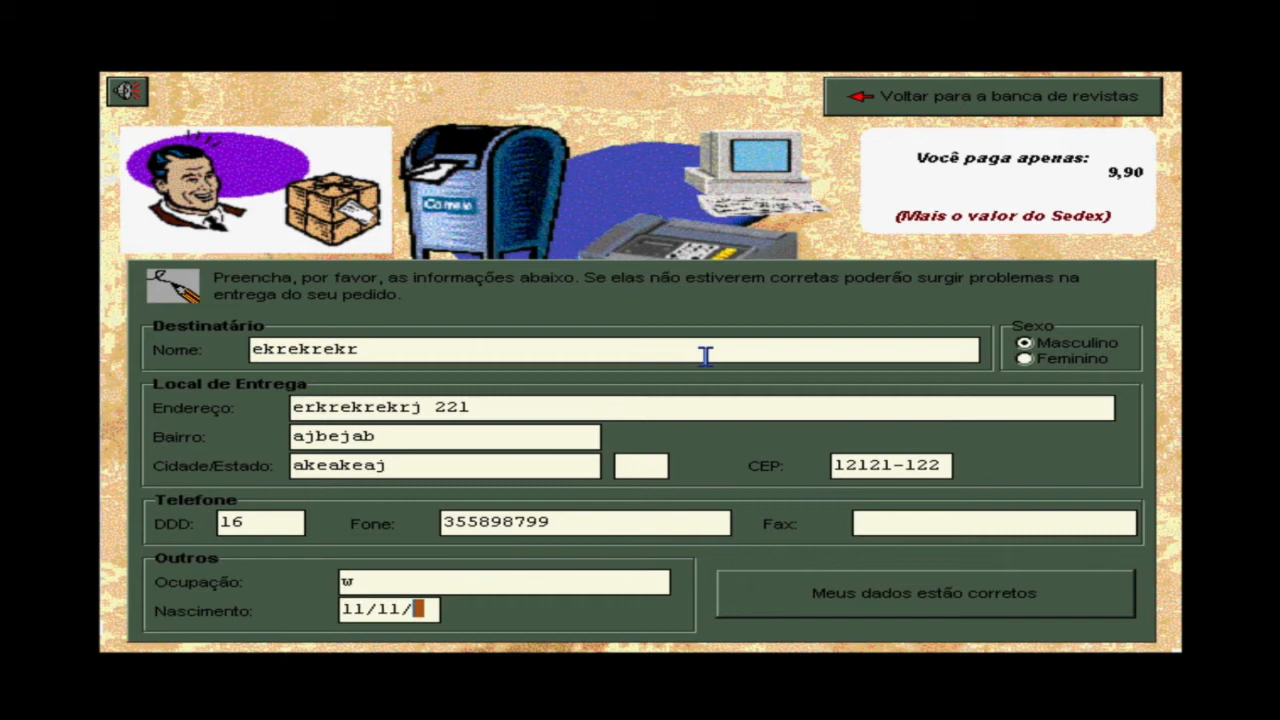 Voltar para a banca de revistas
Correio
Você paga apenas:
9,90
(Mais o valor do Sedex)
Preencha, por favor, as informações abaixo. Se elas não estiverem corretas poderão surgir problemas na
entrega do seu pedido.
Destinatário
Nome: ekrekrekr
Sexo
Masculino
Feminino
Local de Entrega
Endereço: erkrekrekrj 221
Bairro: ajbejab
Cidade/Estado: akeakeaj CEP: 12121-122
Telefone
DDD: 16 Fone: 355898799 Fax:
Outros
Ocupação: w
Nascimento: 11/11/
Meus dados estão corretos